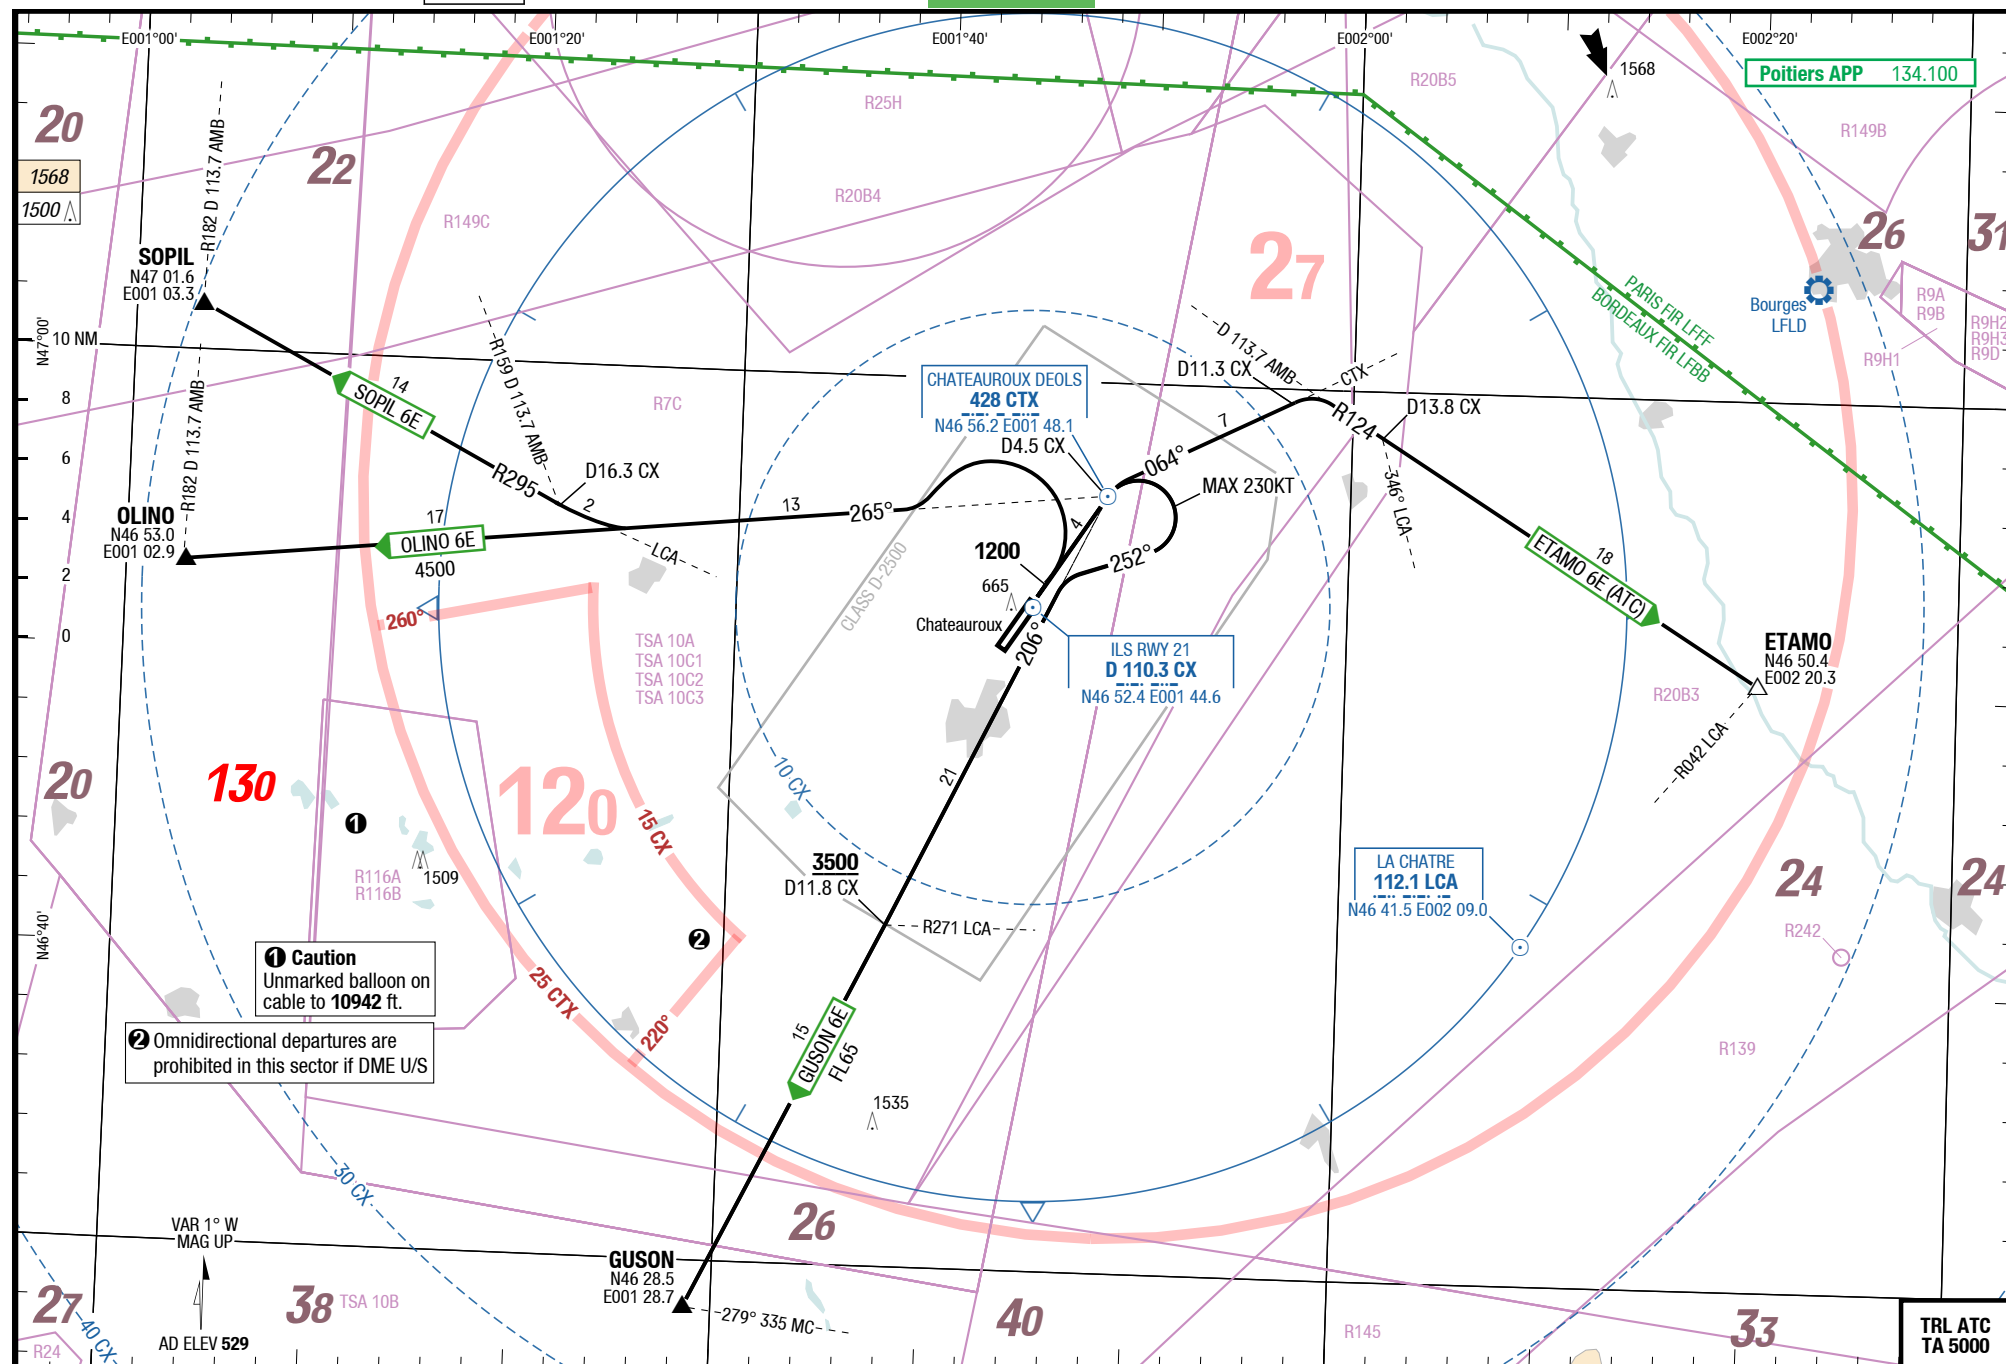 E001°00'
E001°20'
E001°40'
E002°00'
E002°20'
Poitiers APP 134.100
1568
R20B5
R25H
R149B
20
22
R182 D 113.7 AMB
1568
1500
R20B4
R149C
27
26
31
SOPIL
N47 01.6
E001 03.3
PARIS FIR LFFF
BORDEAUX FIR LFBB
Bourges
LFLD
R9A
R9B
R9H2
R9H3
R9D
R9H1
N47°00'
10 NM
8
6
4
2
0
R159 D 113.7 AMB
D 113.7 AMB
CTX
D11.3 CX
CHATEAUROUX DEOLS
428 CTX
N46 56.2 E001 48.1
D4.5 CX
14
SOPIL 6E
R7C
R182 D 113.7 AMB
7
R124
D13.8 CX
064°
MAX 230KT
346° LCA
R295
D16.3 CX
2
13
265°
OLINO
N46 53.0
E001 02.9
17
OLINO 6E
4500
LCA
4
252°
1200
665
CLASS D-2500
Chateauroux
206°
18
ETAMO 6E (ATC)
260°
TSA 10A
TSA 10C1
TSA 10C2
TSA 10C3
ILS RWY 21
D 110.3 CX
N46 52.4 E001 44.6
ETAMO
N46 50.4
E002 20.3
R20B3
R042 LCA
20
130
120
10 CX
21
15 CX
1
1509
R116A
R116B
3500
D11.8 CX
R271 LCA
LA CHATRE
112.1 LCA
N46 41.5 E002 09.0
24
24
R242
N46°40'
2
1 Caution
Unmarked balloon on
cable to 10942 ft.
25 CTX
220°
2 Omnidirectional departures are
prohibited in this sector if DME U/S
15
GUSON 6E
FL65
R139
1535
30 CX
VAR 1° W
MAG UP
26
GUSON
N46 28.5
E001 28.7
279° 335 MC
27
38
TSA 10B
40
33
R145
40 CX
R24
AD ELEV 529
TRL ATC
TA 5000